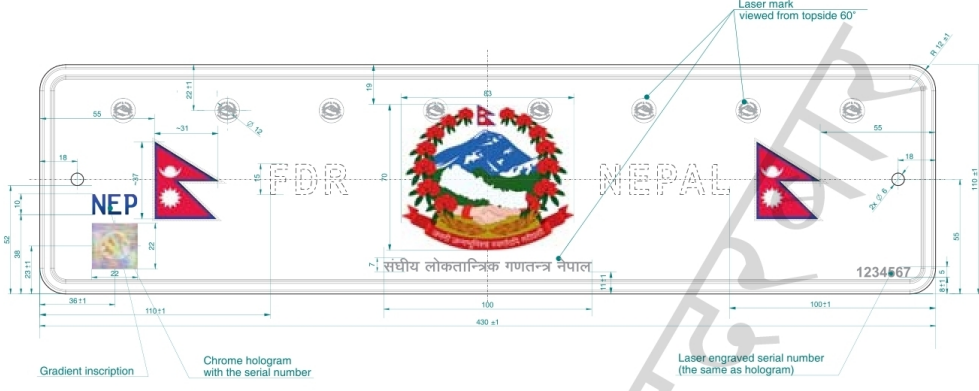 Laser mark
viewed from topside 60°
R 12 ±1
19
22 ±1
63
55
~31
Ø 12
55
18
18
FDR
NEPAL
15
~37
70
110 ±1
2x Ø 6
NEP
10
52
38
22
55
23 ±1
7
संघीय लोकतान्त्रिक गणतन्त्र नेपाल
1234567
5
8±1
11±1
36±1
100
100±1
110±1
430 ±1
Gradient inscription
Chrome hologram
with the serial number
Laser engraved serial number
(the same as hologram)